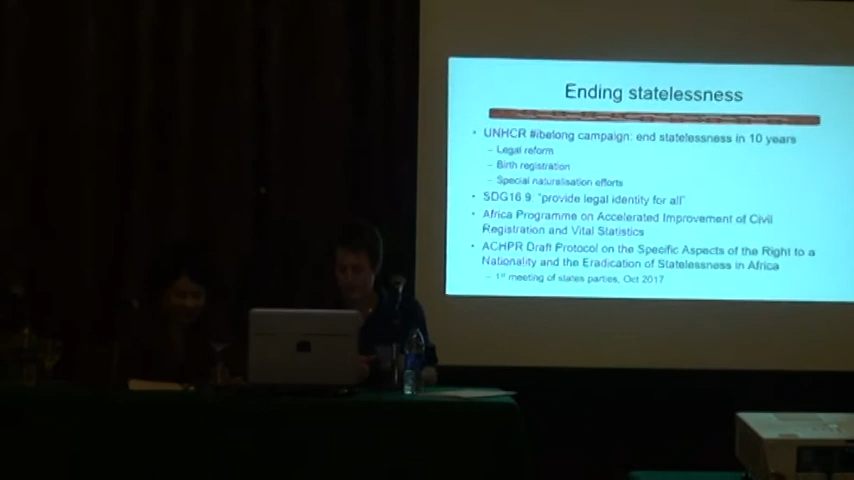 Ending statelessness
• UNHCR #ibelong campaign: end statelessness in 10 years
– Legal reform
– Birth registration
– Special naturalisation efforts
• SDG16.9: "provide legal identity for all"
• Africa Programme on Accelerated Improvement of Civil
Registration and Vital Statistics
• ACHPR Draft Protocol on the Specific Aspects of the Right to a
Nationality and the Eradication of Statelessness in Africa
– 1st meeting of states parties, Oct 2017